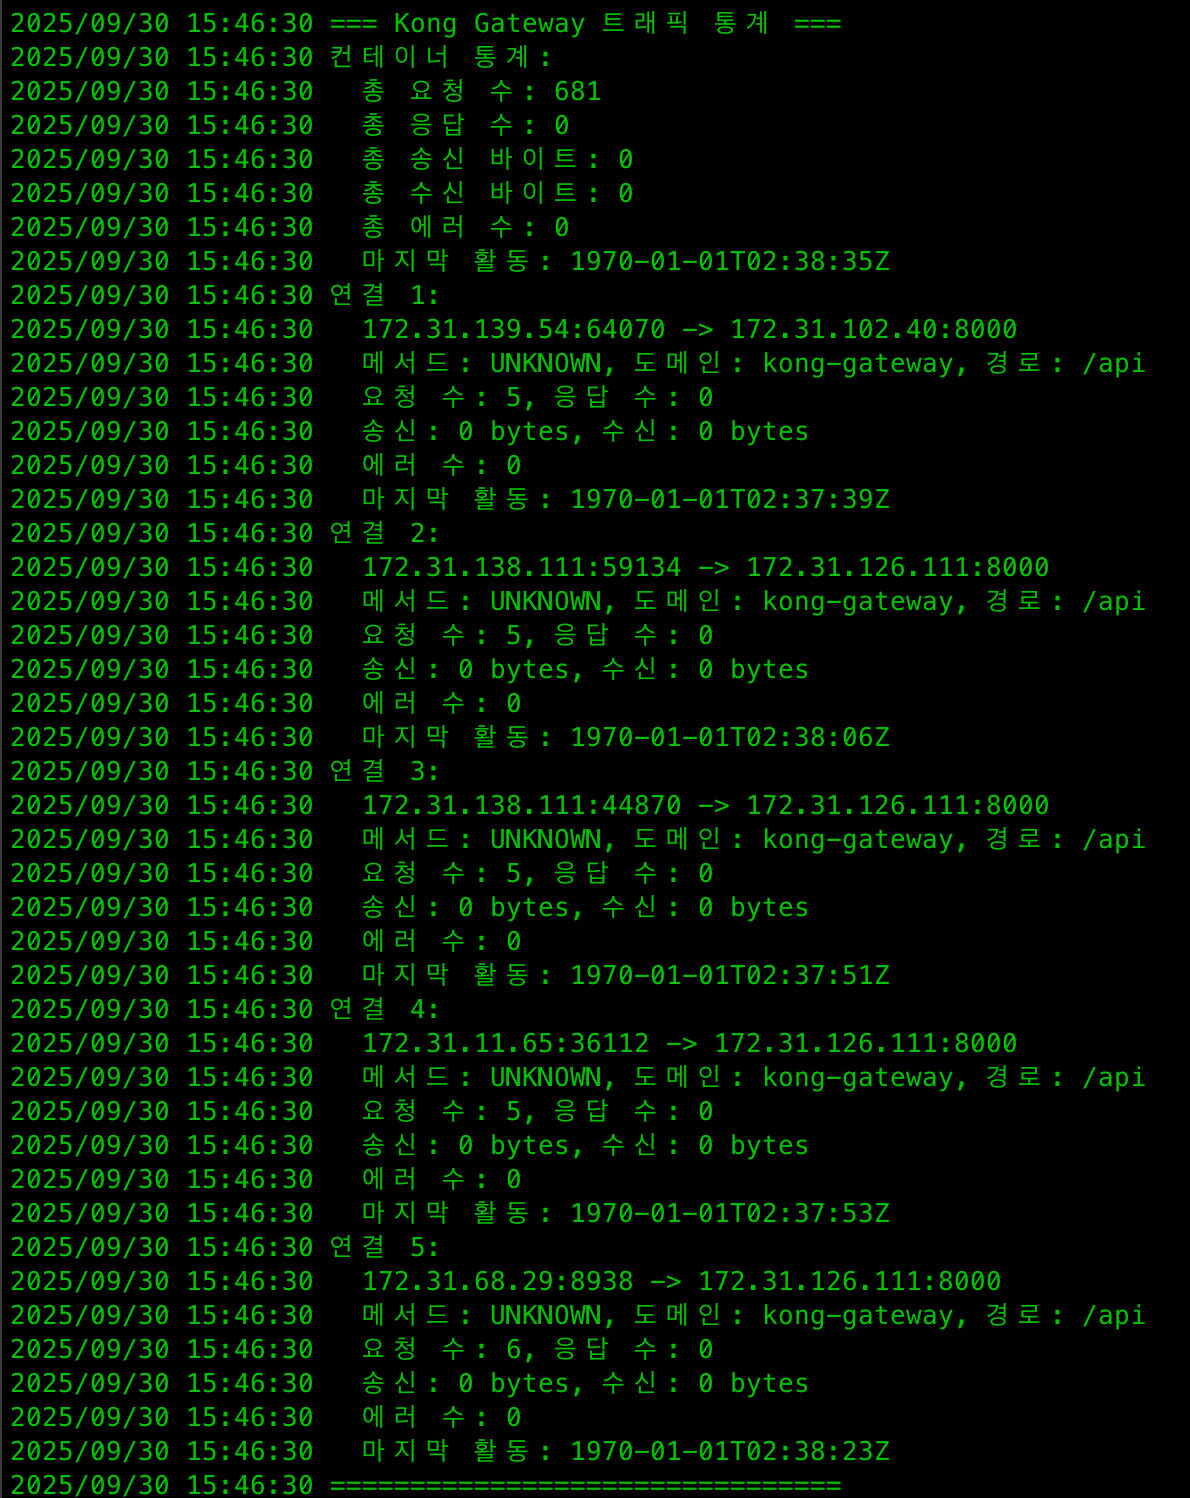 2025/09/30 15:46:30 === Kong Gateway 트래픽 통계 ===
2025/09/30 15:46:30 컨테이너 통계:
2025/09/30 15:46:30   총 요청 수: 681
2025/09/30 15:46:30   총 응답 수: 0
2025/09/30 15:46:30   총 송신 바이트: 0
2025/09/30 15:46:30   총 수신 바이트: 0
2025/09/30 15:46:30   총 에러 수: 0
2025/09/30 15:46:30   마지막 활동: 1970-01-01T02:38:35Z
2025/09/30 15:46:30 연결 1:
2025/09/30 15:46:30   172.31.139.54:64070 -> 172.31.102.40:8000
2025/09/30 15:46:30   메서드: UNKNOWN, 도메인: kong-gateway, 경로: /api
2025/09/30 15:46:30   요청 수: 5, 응답 수: 0
2025/09/30 15:46:30   송신: 0 bytes, 수신: 0 bytes
2025/09/30 15:46:30   에러 수: 0
2025/09/30 15:46:30   마지막 활동: 1970-01-01T02:37:39Z
2025/09/30 15:46:30 연결 2:
2025/09/30 15:46:30   172.31.138.111:59134 -> 172.31.126.111:8000
2025/09/30 15:46:30   메서드: UNKNOWN, 도메인: kong-gateway, 경로: /api
2025/09/30 15:46:30   요청 수: 5, 응답 수: 0
2025/09/30 15:46:30   송신: 0 bytes, 수신: 0 bytes
2025/09/30 15:46:30   에러 수: 0
2025/09/30 15:46:30   마지막 활동: 1970-01-01T02:38:06Z
2025/09/30 15:46:30 연결 3:
2025/09/30 15:46:30   172.31.138.111:44870 -> 172.31.126.111:8000
2025/09/30 15:46:30   메서드: UNKNOWN, 도메인: kong-gateway, 경로: /api
2025/09/30 15:46:30   요청 수: 5, 응답 수: 0
2025/09/30 15:46:30   송신: 0 bytes, 수신: 0 bytes
2025/09/30 15:46:30   에러 수: 0
2025/09/30 15:46:30   마지막 활동: 1970-01-01T02:37:51Z
2025/09/30 15:46:30 연결 4:
2025/09/30 15:46:30   172.31.11.65:36112 -> 172.31.126.111:8000
2025/09/30 15:46:30   메서드: UNKNOWN, 도메인: kong-gateway, 경로: /api
2025/09/30 15:46:30   요청 수: 5, 응답 수: 0
2025/09/30 15:46:30   송신: 0 bytes, 수신: 0 bytes
2025/09/30 15:46:30   에러 수: 0
2025/09/30 15:46:30   마지막 활동: 1970-01-01T02:37:53Z
2025/09/30 15:46:30 연결 5:
2025/09/30 15:46:30   172.31.68.29:8938 -> 172.31.126.111:8000
2025/09/30 15:46:30   메서드: UNKNOWN, 도메인: kong-gateway, 경로: /api
2025/09/30 15:46:30   요청 수: 6, 응답 수: 0
2025/09/30 15:46:30   송신: 0 bytes, 수신: 0 bytes
2025/09/30 15:46:30   에러 수: 0
2025/09/30 15:46:30   마지막 활동: 1970-01-01T02:38:23Z
2025/09/30 15:46:30 ================================